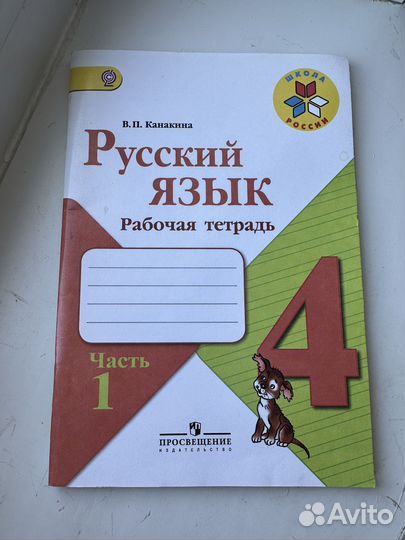 ШКОЛА
РОССИИ
В. П. Канакина
Русский
язык
Рабочая тетрадь
4
Часть
1
ПРОСВЕЩЕНИЕ
ИЗДАТЕЛЬСТВО
Avito